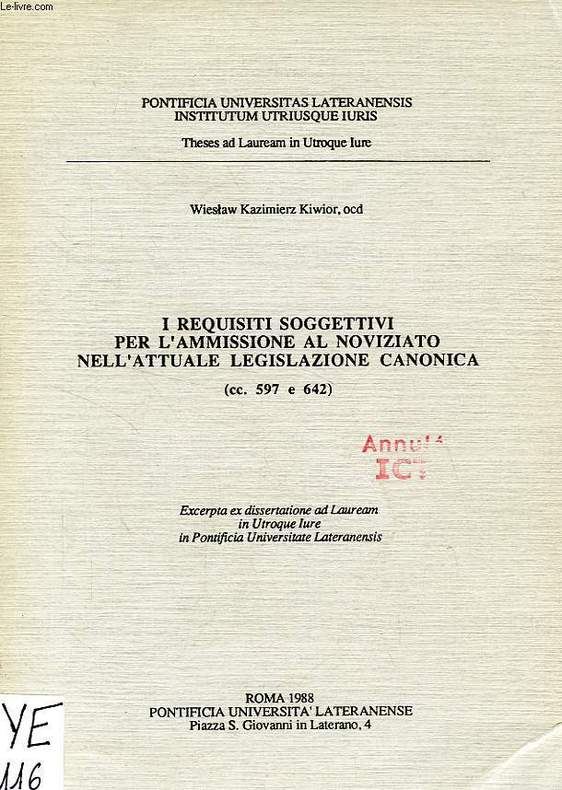 Le-livre.com
PONTIFICIA UNIVERSITAS LATERANENSIS
INSTITUTUM UTRIUSQUE IURIS
Theses ad Lauream in Utroque Iure
Wiesław Kazimierz Kiwior, ocd
I REQUISITI SOGGETTIVI
PER L'AMMISSIONE AL NOVIZIATO
NELL'ATTUALE LEGISLAZIONE CANONICA
(cc. 597 e 642)
ICT
Excerpta ex dissertatione ad Lauream
in Utroque Iure
in Pontificia Universitate Lateranensis
ROMA 1988
PONTIFICIA UNIVERSITA' LATERANENSE
Piazza S. Giovanni in Laterano, 4
YE
116